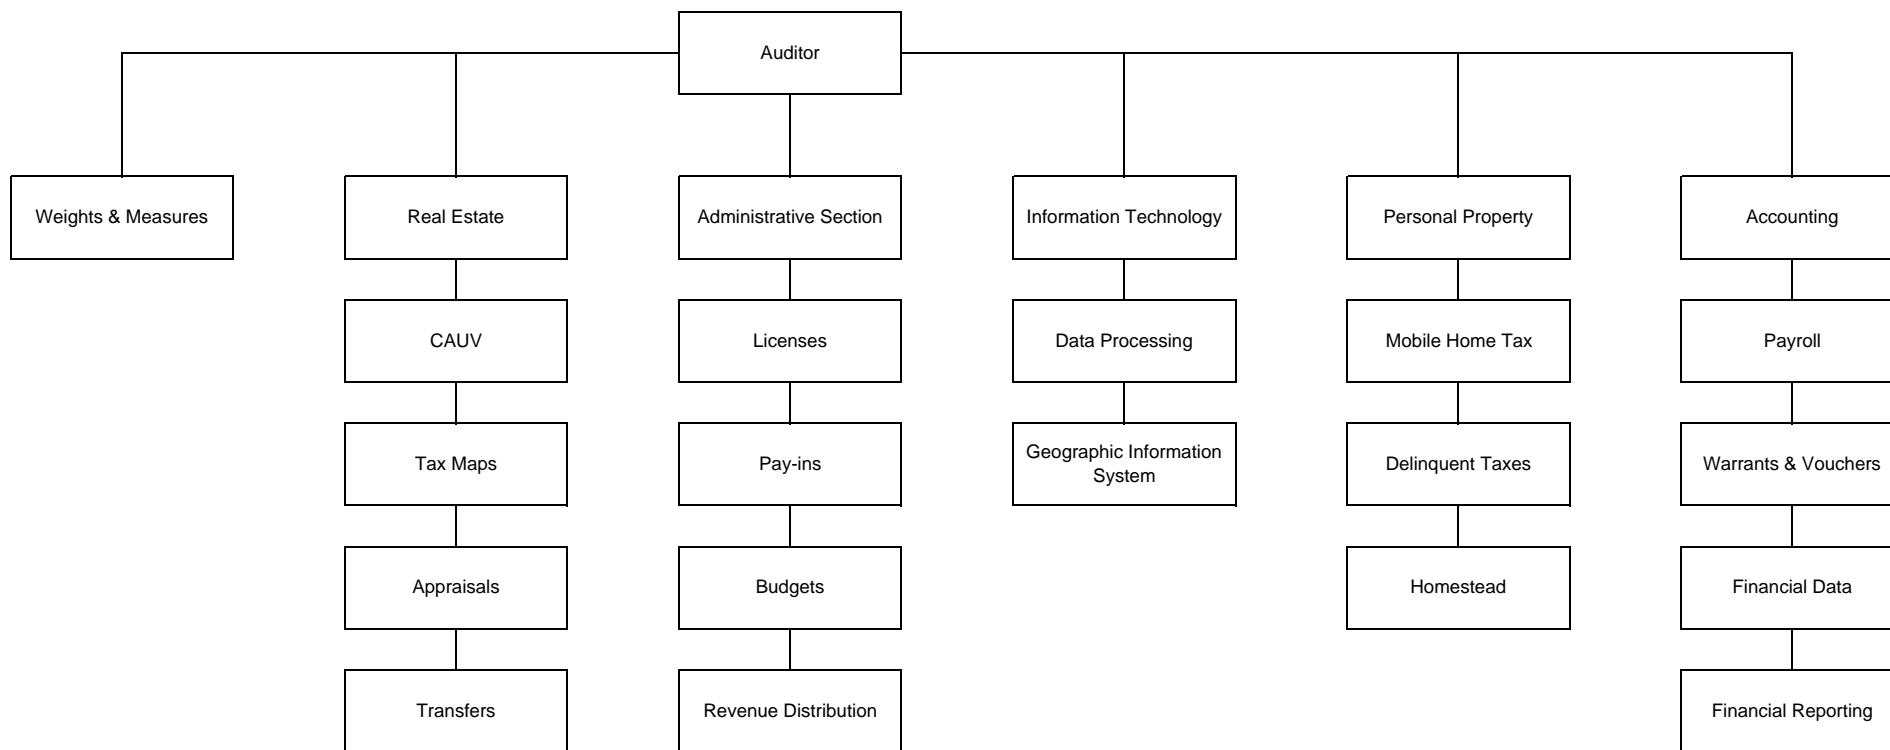 Auditor
Weights & Measures
Real Estate
Administrative Section
Information Technology
Personal Property
Accounting
CAUV
Licenses
Data Processing
Mobile Home Tax
Payroll
Tax Maps
Pay-ins
Geographic Information
System
Delinquent Taxes
Warrants & Vouchers
Appraisals
Budgets
Homestead
Financial Data
Transfers
Revenue Distribution
Financial Reporting